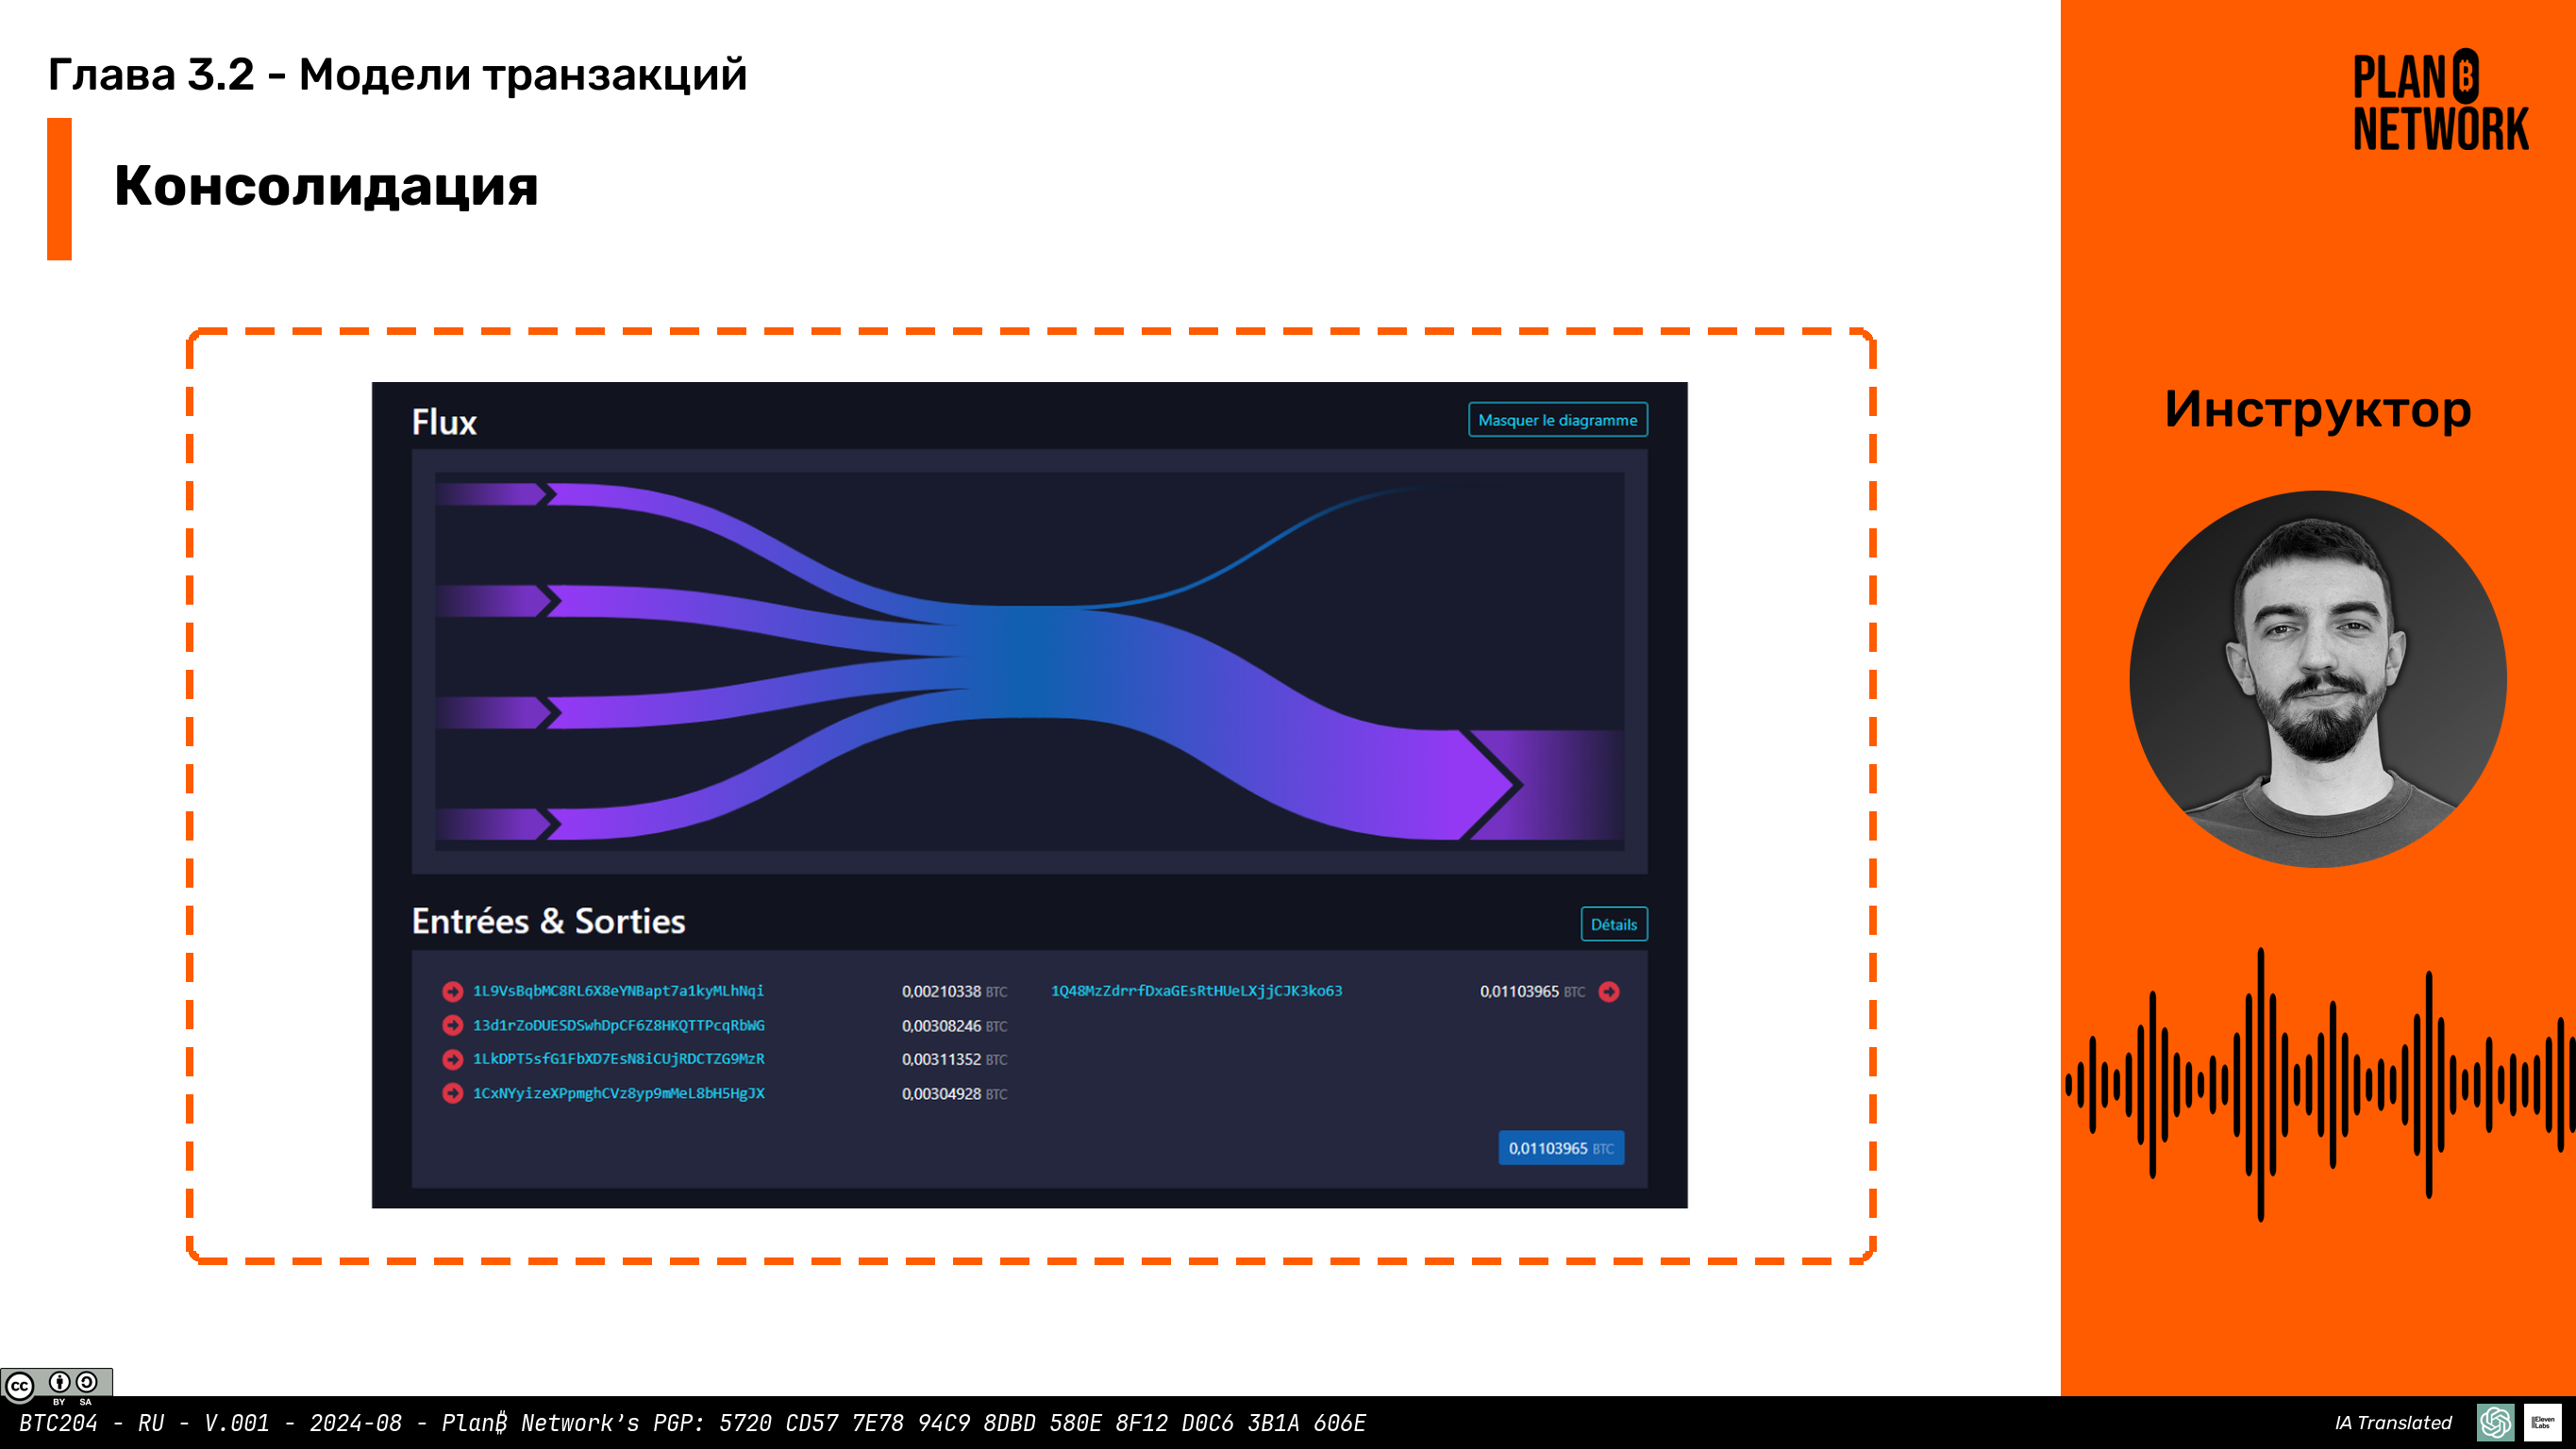 Глава 3.2 - Модели транзакций
PLAN ₿
NETWORK
Консолидация
Инструктор
Flux
Masquer le diagramme
Entrées & Sorties
Détails
1L9VsBqbMC8RL6X8eYNBapt7a1kyMLhNqi 0,00210338 BTC 1Q48MzZdrrfDxaGEsRtHUeLXjjCJK3ko63 0,01103965 BTC
13d1rZoDUESDSwhDpCF6Z8HKQTTPcqRbWG 0,00308246 BTC
1LkDPT5sfG1FbXD7EsN8iCUjRDCTZG9MzR 0,00311352 BTC
1CxNYyizeXPpmghCVz8yp9mMeL8bH5HgJX 0,00304928 BTC
0,01103965 BTC
cc BY SA
BTC204 - RU - V.001 - 2024-08 - Plan₿ Network's PGP: 5720 CD57 7E78 94C9 8DBD 580E 8F12 D0C6 3B1A 606E
IA Translated
ElevenLabs